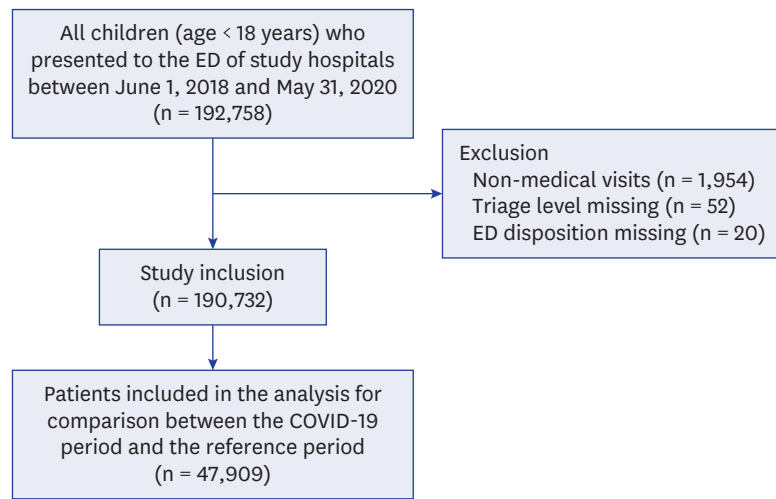 All children (age < 18 years) who
presented to the ED of study hospitals
between June 1, 2018 and May 31, 2020
(n = 192,758)
Exclusion
Non-medical visits (n = 1,954)
Triage level missing (n = 52)
ED disposition missing (n = 20)
Study inclusion
(n = 190,732)
Patients included in the analysis for
comparison between the COVID-19
period and the reference period
(n = 47,909)